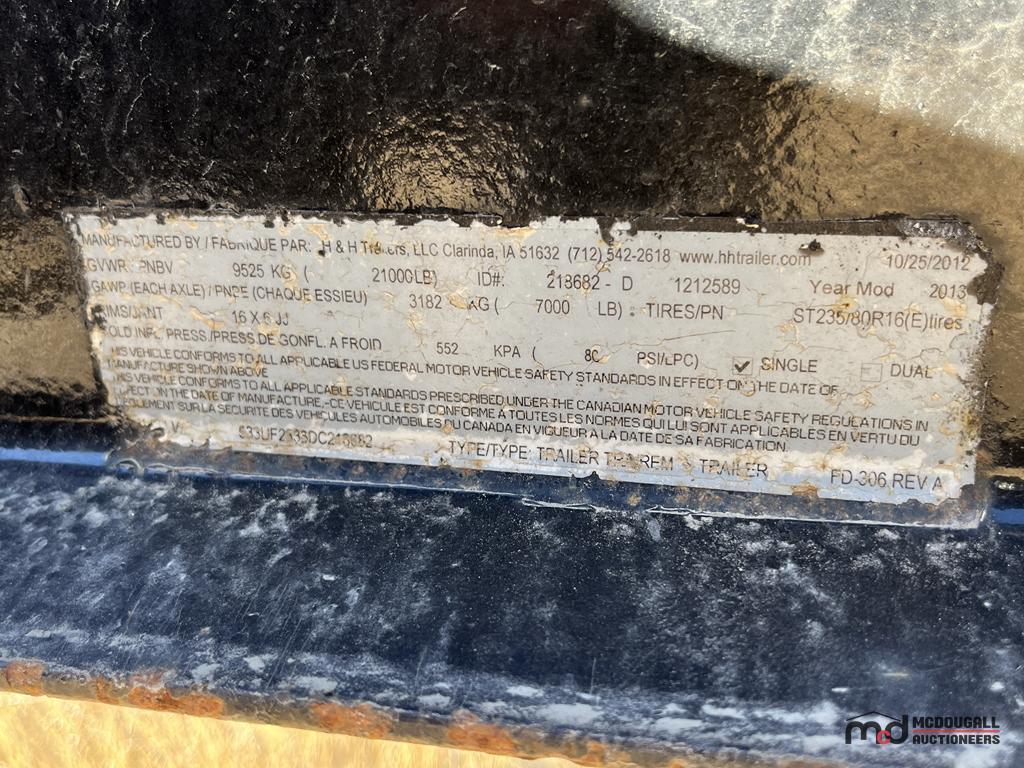 MANUFACTURED BY / FABRIQUE PAR: H & H Trailers, LLC Clarinda, IA 51632 (712) 542-2618 www.hhtrailer.com 10/25/2012
GVWR / PNBV 9525 KG ( 21000LB) ID#: 218682 - D 1212589 Year Mod 2013
GAWR (EACH AXLE) / PNBE (CHAQUE ESSIEU) 3182 KG ( 7000 LB) TIRES/PN ST235/80R16(E)tires
RIMS/JANT 16 X 6 JJ
COLD INFL. PRESS./PRESS DE GONFL. A FROID 552 KPA ( 80 PSI/LPC) SINGLE DUAL
THIS VEHICLE CONFORMS TO ALL APPLICABLE US FEDERAL MOTOR VEHICLE SAFETY STANDARDS IN EFFECT ON THE DATE OF
MANUFACTURE SHOWN ABOVE
THIS VEHICLE CONFORMS TO ALL APPLICABLE STANDARDS PRESCRIBED UNDER THE CANADIAN MOTOR VEHICLE SAFETY REGULATIONS IN
EFFECT ON THE DATE OF MANUFACTURE.-CE VEHICULE EST CONFORME A TOUTES LES NORMES QUI LUI SONT APPLICABLES EN VERTU DU
REGLEMENT SUR LA SECURITE DES VEHICULES AUTOMOBILES DU CANADA EN VIGUEUR A LA DATE DE SA FABRICATION.
TYPE/TYPE: TRAILER TRA/REM TRAILER FD-306 REV A
mcd MCDOUGALL
AUCTIONEERS